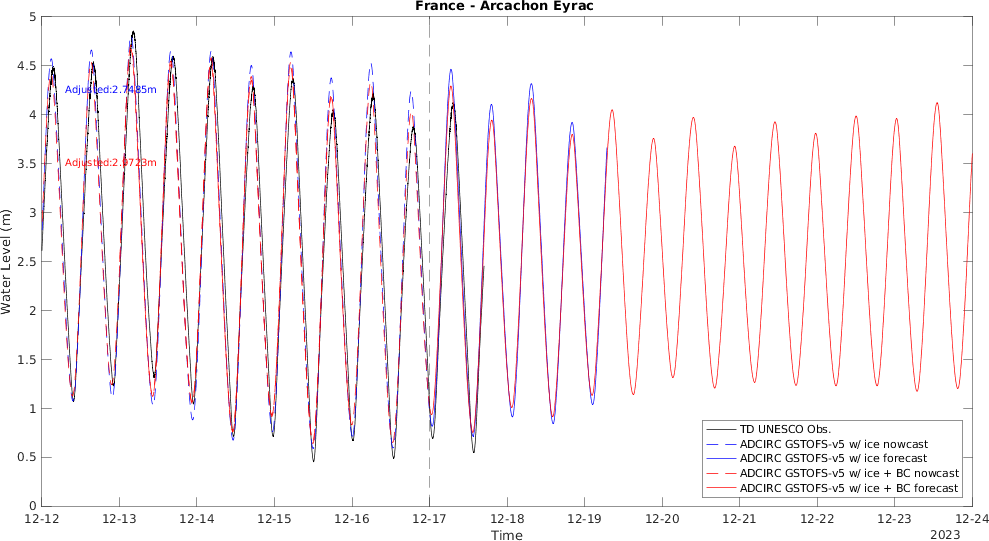 France - Arcachon Eyrac
5
4.5
Adjusted:2.7485m
4
3.5
Adjusted:2.9723m
3
2.5
2
1.5
1
0.5
0
Water Level (m)
TD UNESCO Obs.
ADCIRC GSTOFS-v5 w/ ice nowcast
ADCIRC GSTOFS-v5 w/ ice forecast
ADCIRC GSTOFS-v5 w/ ice + BC nowcast
ADCIRC GSTOFS-v5 w/ ice + BC forecast
12-12 12-13 12-14 12-15 12-16 12-17 12-18 12-19 12-20 12-21 12-22 12-23 12-24
Time
2023